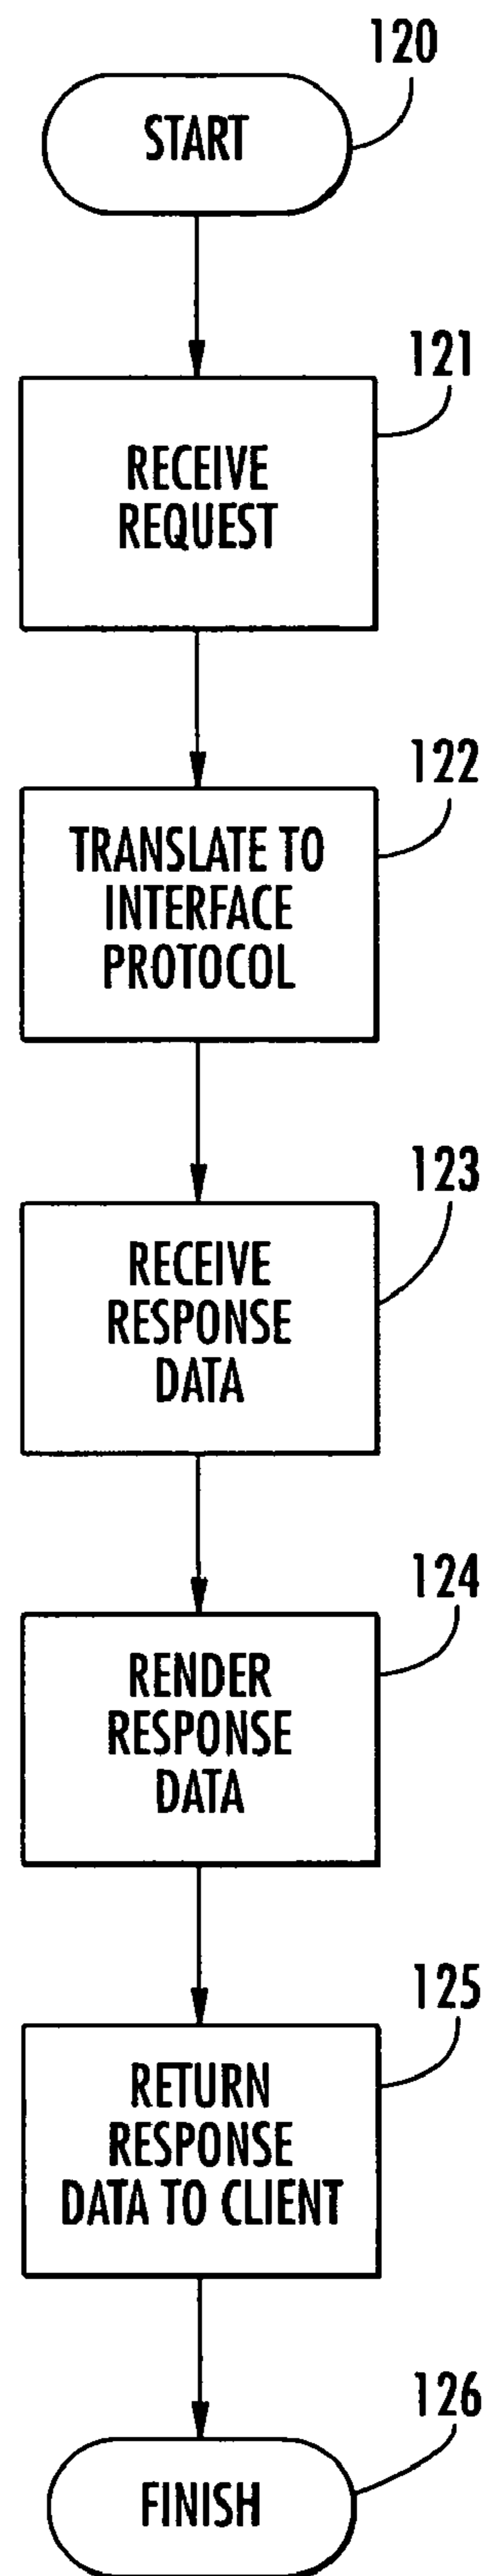 120
START
121
RECEIVE
REQUEST
122
TRANSLATE TO
INTERFACE
PROTOCOL
123
RECEIVE
RESPONSE
DATA
124
RENDER
RESPONSE
DATA
125
RETURN
RESPONSE
DATA TO CLIENT
126
FINISH